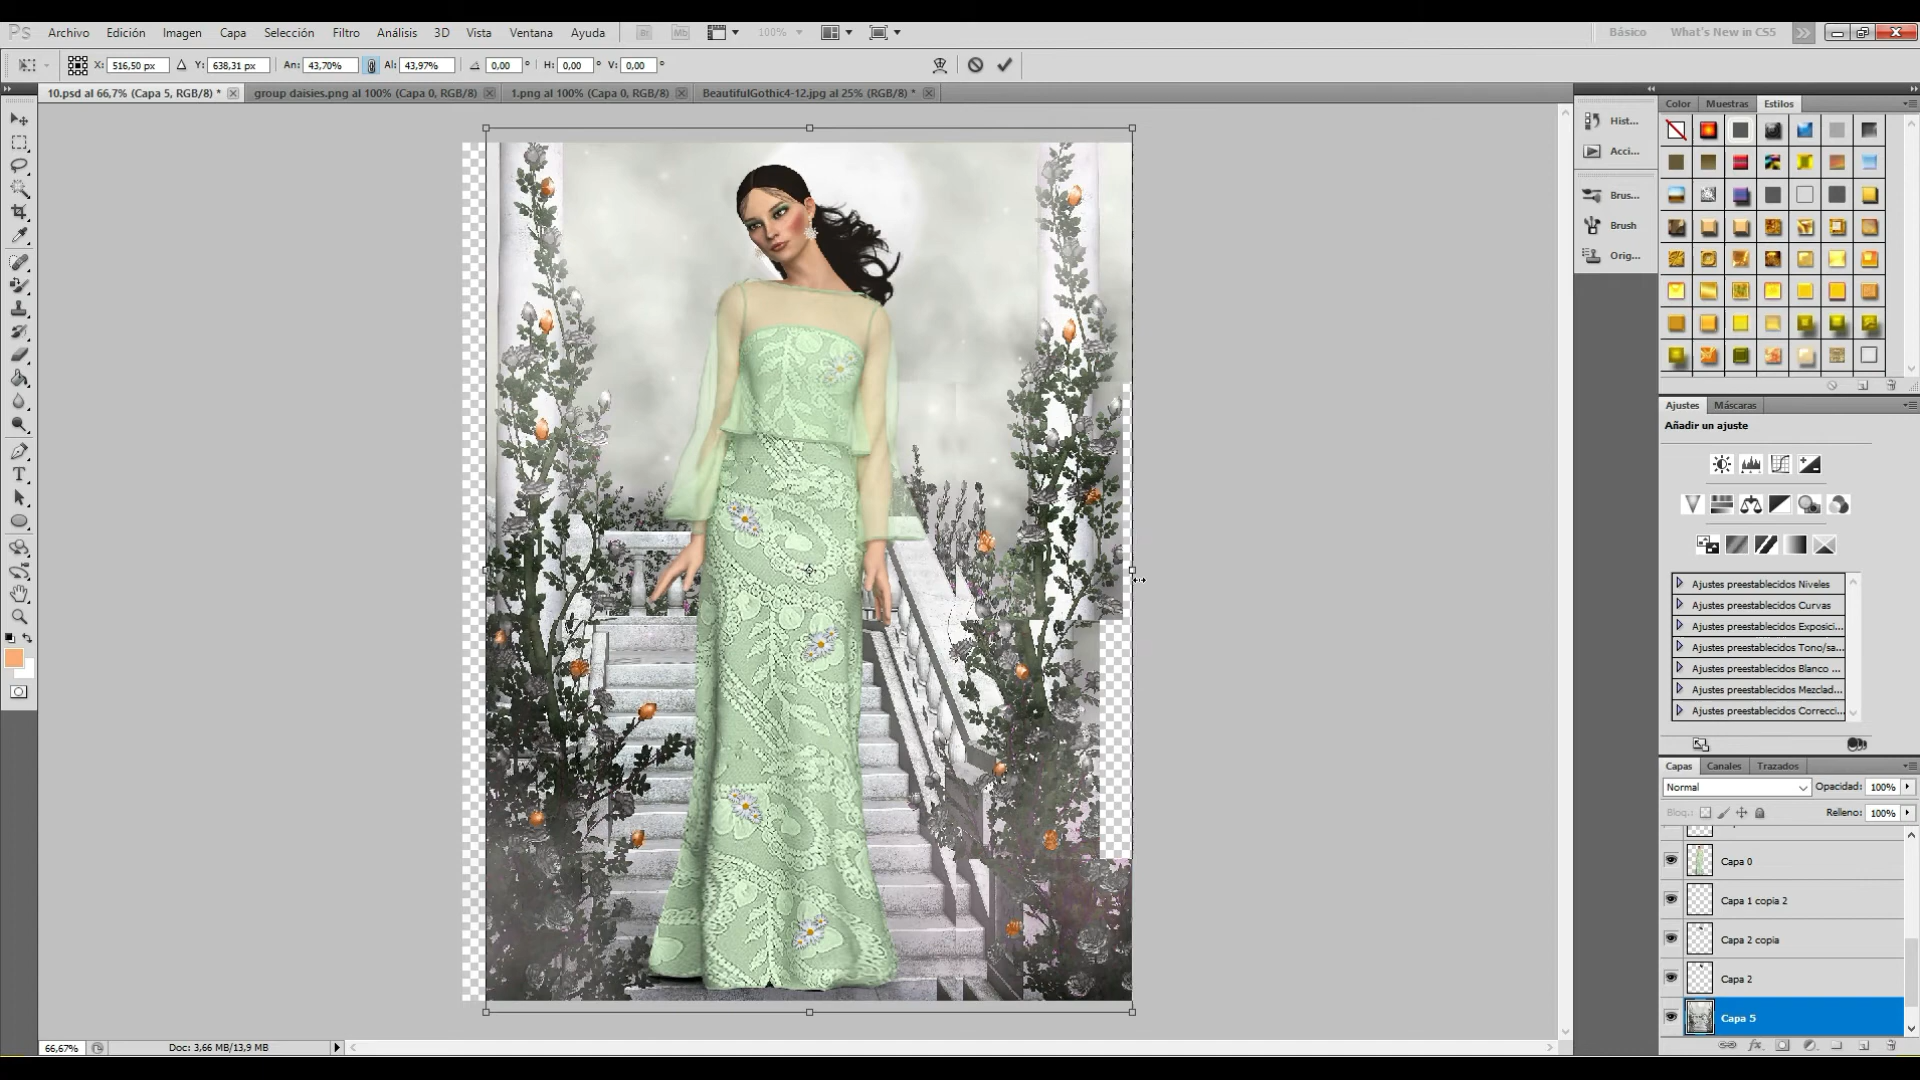 Ps Archivo Edición Imagen Capa Selección Filtro Análisis 3D Vista Ventana Ayuda Br Mb 100% Básico What's New in CS5
X: 516,50 px Y: 638,31 px An: 43,70% Al: 43,97% 0,00 ° H: 0,00 ° V: 0,00 °
10.psd al 66,7% (Capa 5, RGB/8) * group daisies.png al 100% (Capa 0, RGB/8) 1.png al 100% (Capa 0, RGB/8) BeautifulGothic4-12.jpg al 25% (RGB/8) *
Color Muestras Estilos
Hist...
Acci...
Brus...
Brush
Orig...
Ajustes Máscaras
Añadir un ajuste
Ajustes preestablecidos Niveles
Ajustes preestablecidos Curvas
Ajustes preestablecidos Exposici...
Ajustes preestablecidos Tono/sa...
Ajustes preestablecidos Blanco ...
Ajustes preestablecidos Mezclad...
Ajustes preestablecidos Correcci...
Capas Canales Trazados
Normal Opacidad: 100%
Bloq.: Relleno: 100%
Capa 0
Capa 1 copia 2
Capa 2 copia
Capa 2
Capa 5
66,67% Doc: 3,66 MB/13,9 MB